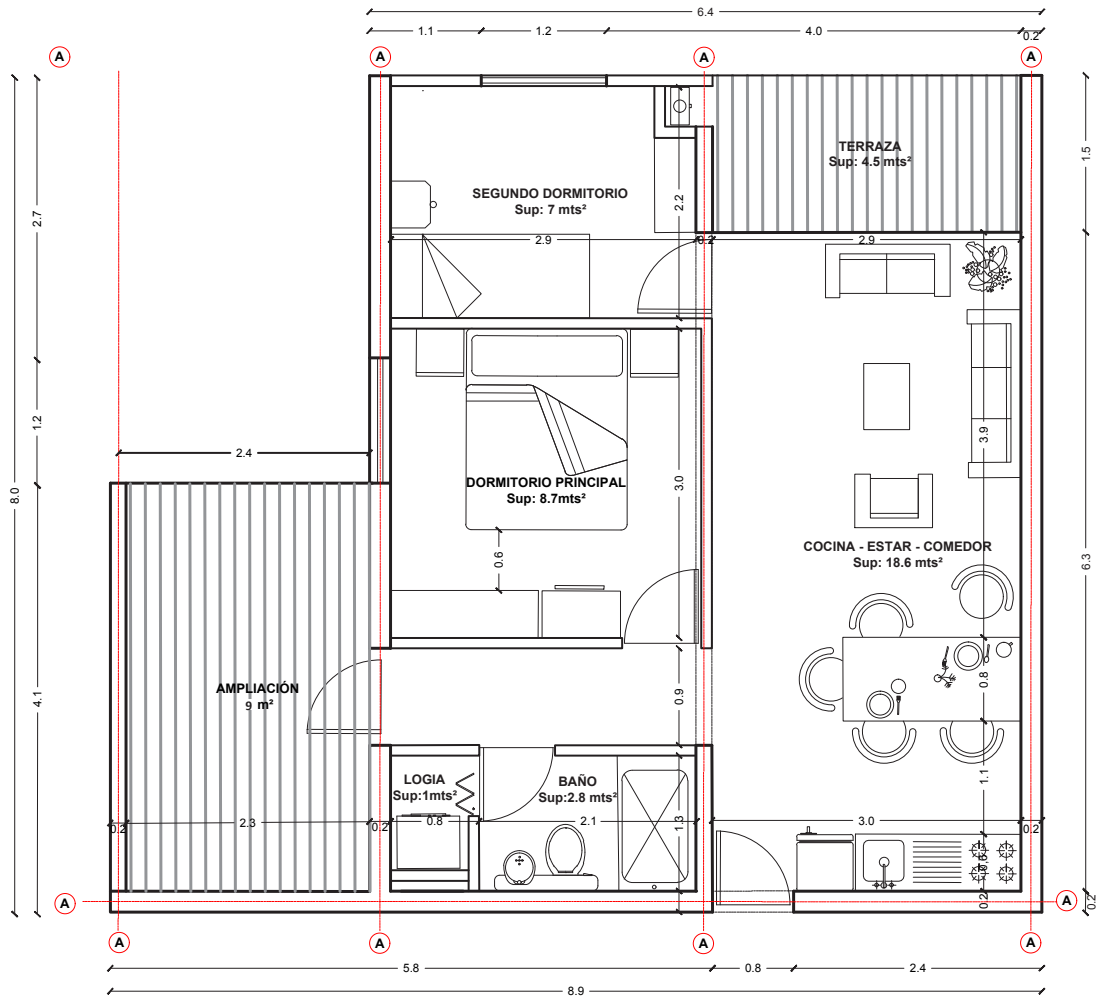 6.4
1.1
1.2
4.0
0.2
A
A
A
A
TERRAZA
Sup: 4.5 mts²
1.5
SEGUNDO DORMITORIO
Sup: 7 mts²
2.7
2.2
2.9
0.2
2.9
1.2
3.9
2.4
8.0
DORMITORIO PRINCIPAL
Sup: 8.7mts²
3.0
COCINA - ESTAR - COMEDOR
Sup: 18.6 mts²
0.6
6.3
AMPLIACIÓN
9 m²
4.1
0.9
0.8
LOGIA
Sup:1mts²
BAÑO
Sup:2.8 mts²
1.1
0.2
2.3
0.2
0.8
2.1
1.3
3.0
0.2
0.2
0.2
A
A
A
A
A
A
5.8
0.8
2.4
8.9